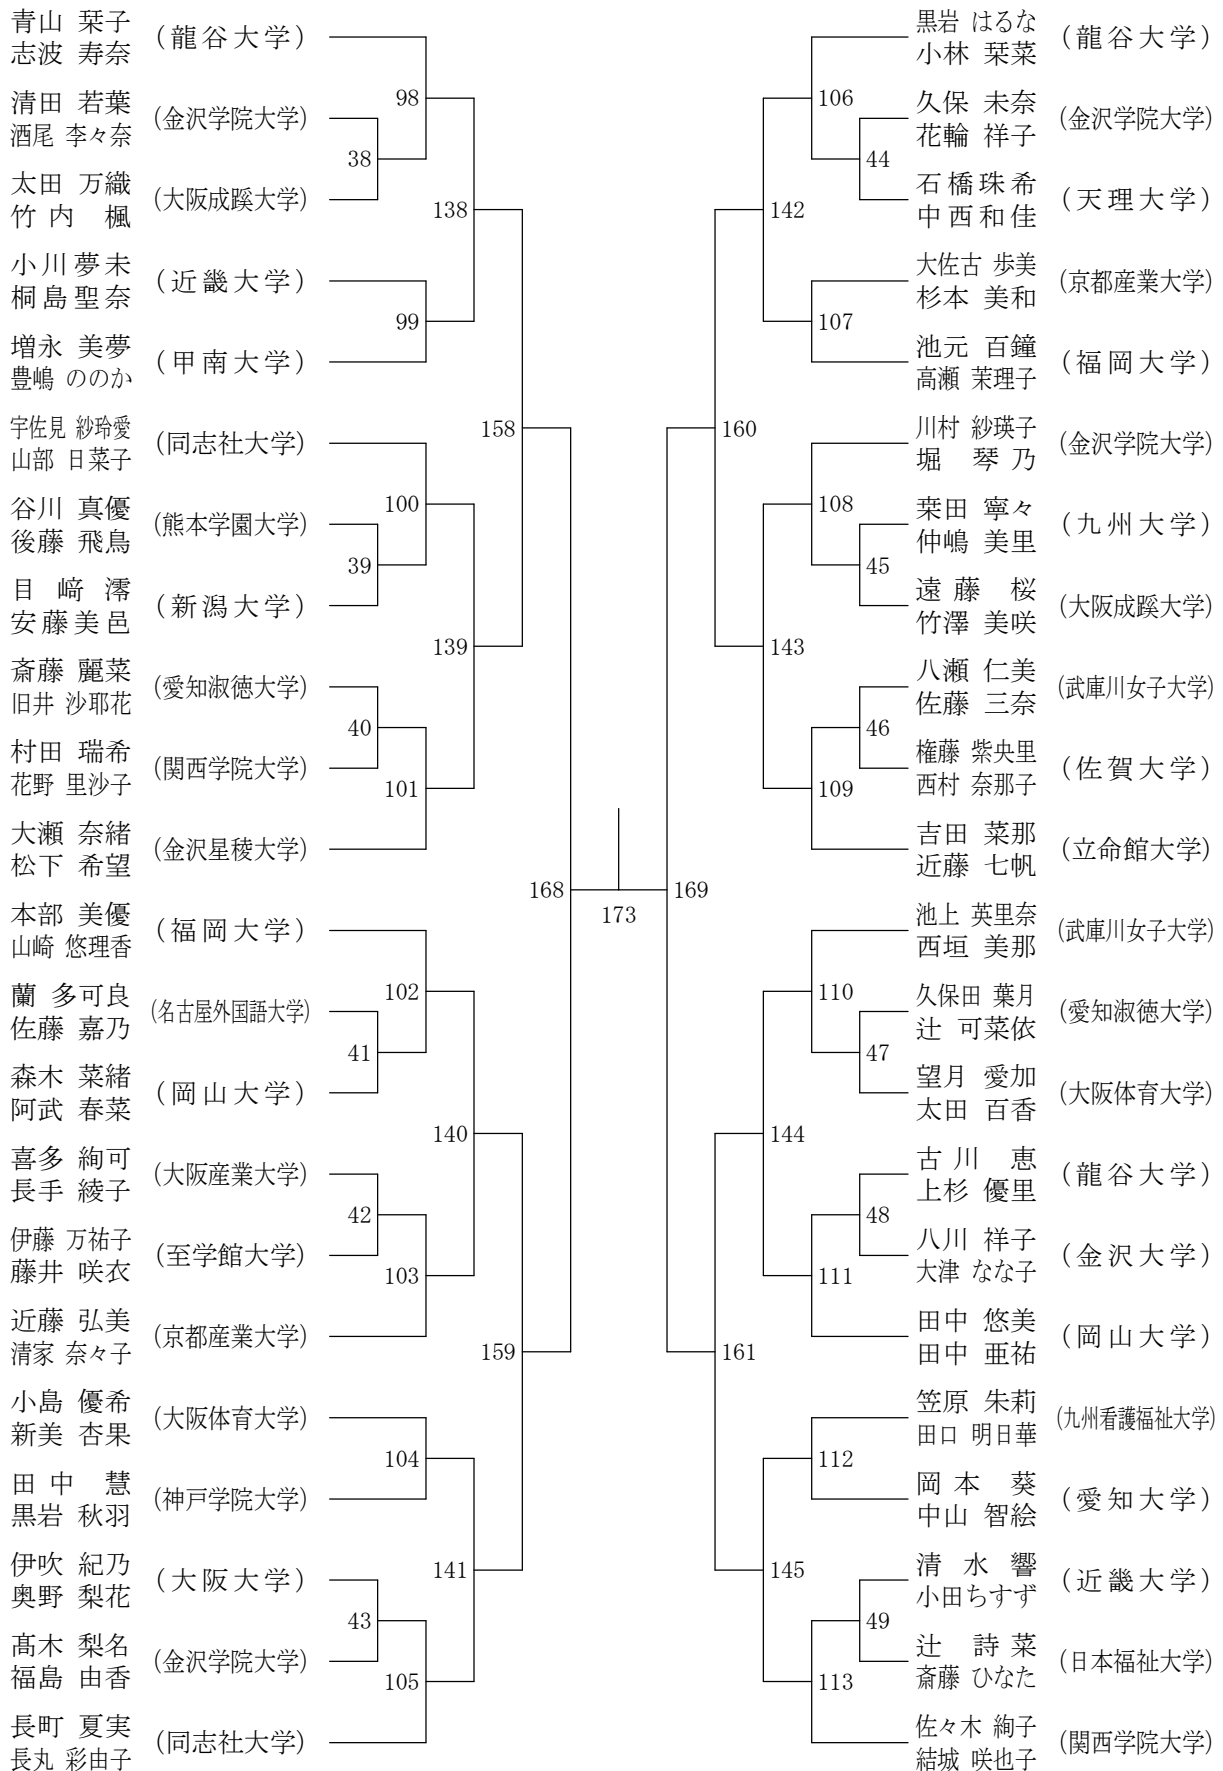 青山 栞子
志波 寿奈
(龍谷大学)
清田 若葉
酒尾 李々奈
(金沢学院大学)
太田 万織
竹内 楓
(大阪成蹊大学)
小川夢未
桐島聖奈
(近畿大学)
増永 美夢
豊嶋 ののか
(甲南大学)
宇佐見 紗玲愛
山部 日菜子
(同志社大学)
谷川 真優
後藤 飛鳥
(熊本学園大学)
目﨑 澪
安藤美邑
(新潟大学)
斎藤 麗菜
旧井 沙耶花
(愛知淑徳大学)
村田 瑞希
花野 里沙子
(関西学院大学)
大瀬 奈緒
松下 希望
(金沢星稜大学)
本部 美優
山崎 悠理香
(福岡大学)
蘭 多可良
佐藤 嘉乃
(名古屋外国語大学)
森木 菜緒
阿武 春菜
(岡山大学)
喜多 絢可
長手 綾子
(大阪産業大学)
伊藤 万祐子
藤井 咲衣
(至学館大学)
近藤 弘美
清家 奈々子
(京都産業大学)
小島 優希
新美 杏果
(大阪体育大学)
田中 慧
黒岩 秋羽
(神戸学院大学)
伊吹 紀乃
奥野 梨花
(大阪大学)
髙木 梨名
福島 由香
(金沢学院大学)
長町 夏実
長丸 彩由子
(同志社大学)
98
38
138
99
158
100
39
139
40
101
168
102
41
140
42
103
159
104
141
43
105
173
106
44
142
107
160
108
45
143
46
109
169
110
47
144
48
111
161
112
145
49
113
黒岩 はるな
小林 栞菜
(龍谷大学)
久保 未奈
花輪 祥子
(金沢学院大学)
石橋珠希
中西和佳
(天理大学)
大佐古 歩美
杉本 美和
(京都産業大学)
池元 百鐘
高瀬 茉理子
(福岡大学)
川村 紗瑛子
堀 琴乃
(金沢学院大学)
桒田 寧々
仲嶋 美里
(九州大学)
遠藤 桜
竹澤 美咲
(大阪成蹊大学)
八瀬 仁美
佐藤 三奈
(武庫川女子大学)
権藤 紫央里
西村 奈那子
(佐賀大学)
吉田 菜那
近藤 七帆
(立命館大学)
池上 英里奈
西垣 美那
(武庫川女子大学)
久保田 葉月
辻 可菜依
(愛知淑徳大学)
望月 愛加
太田 百香
(大阪体育大学)
古川 恵
上杉 優里
(龍谷大学)
八川 祥子
大津 なな子
(金沢大学)
田中 悠美
田中 亜祐
(岡山大学)
笠原 朱莉
田口 明日華
(九州看護福祉大学)
岡本 葵
中山 智絵
(愛知大学)
清水 響
小田ちすず
(近畿大学)
辻 詩菜
斎藤 ひなた
(日本福祉大学)
佐々木 絢子
結城 咲也子
(関西学院大学)